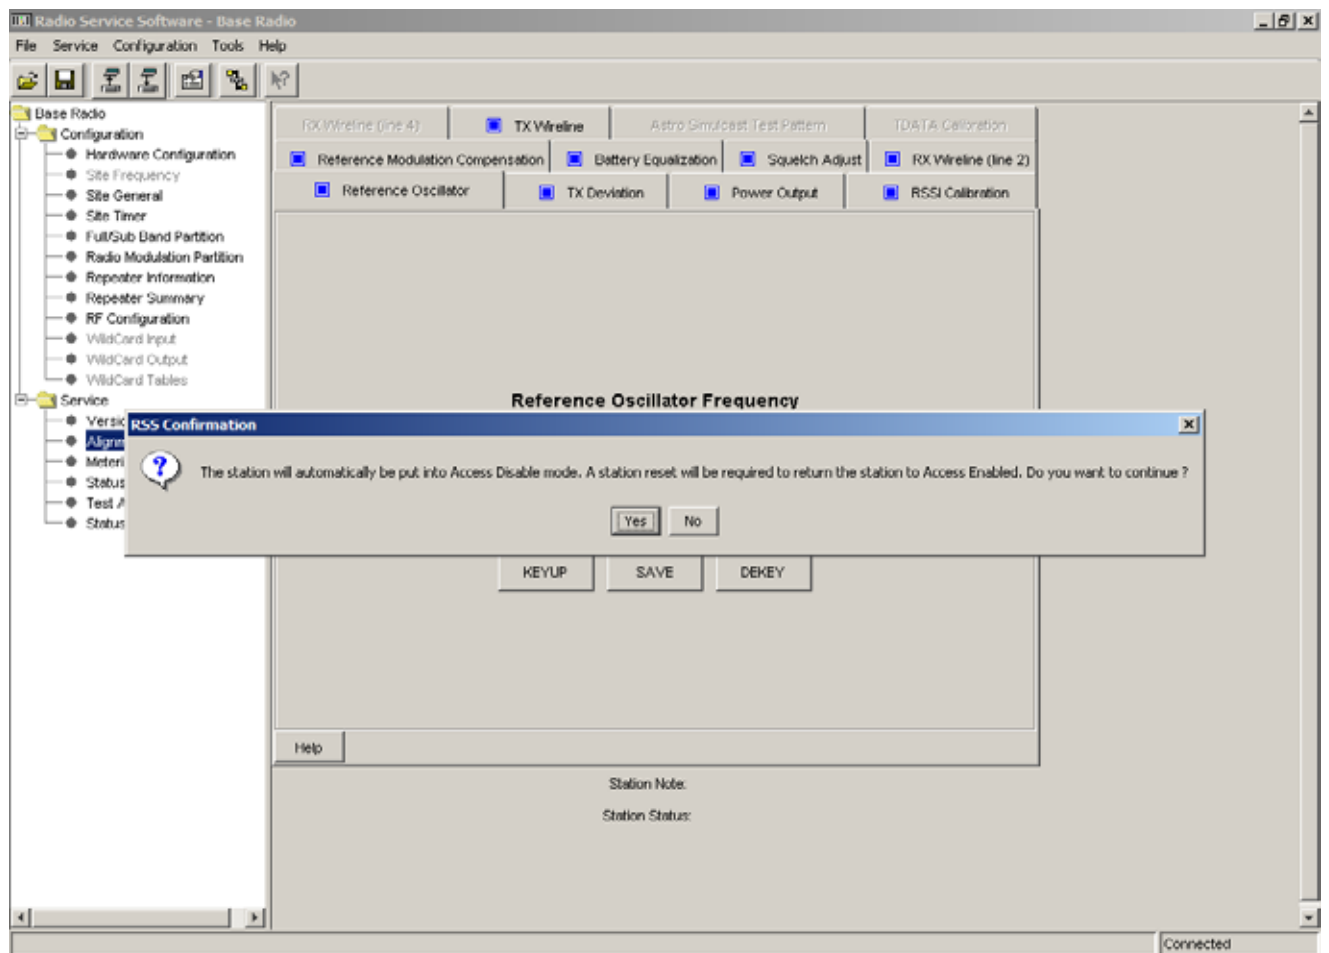 Radio Service Software - Base Radio
File Service Configuration Tools Help
Base Radio
Configuration
Hardware Configuration
Site Frequency
Site General
Site Timer
Full/Sub Band Partition
Radio Modulation Partition
Repeater Information
Repeater Summary
RF Configuration
WildCard Input
WildCard Output
WildCard Tables
Service
Versio
Alignm
Meteri
Status
Test A
Status
RX Wireline (line 4) TX Wireline Astro Simulcast Test Pattern TDATA Calibration
Reference Modulation Compensation Battery Equalization Squelch Adjust RX Wireline (line 2)
Reference Oscillator TX Deviation Power Output RSSI Calibration
Reference Oscillator Frequency
RSS Confirmation
The station will automatically be put into Access Disable mode. A station reset will be required to return the station to Access Enabled. Do you want to continue ?
Yes No
KEYUP SAVE DEKEY
Help
Station Note:
Station Status:
Connected